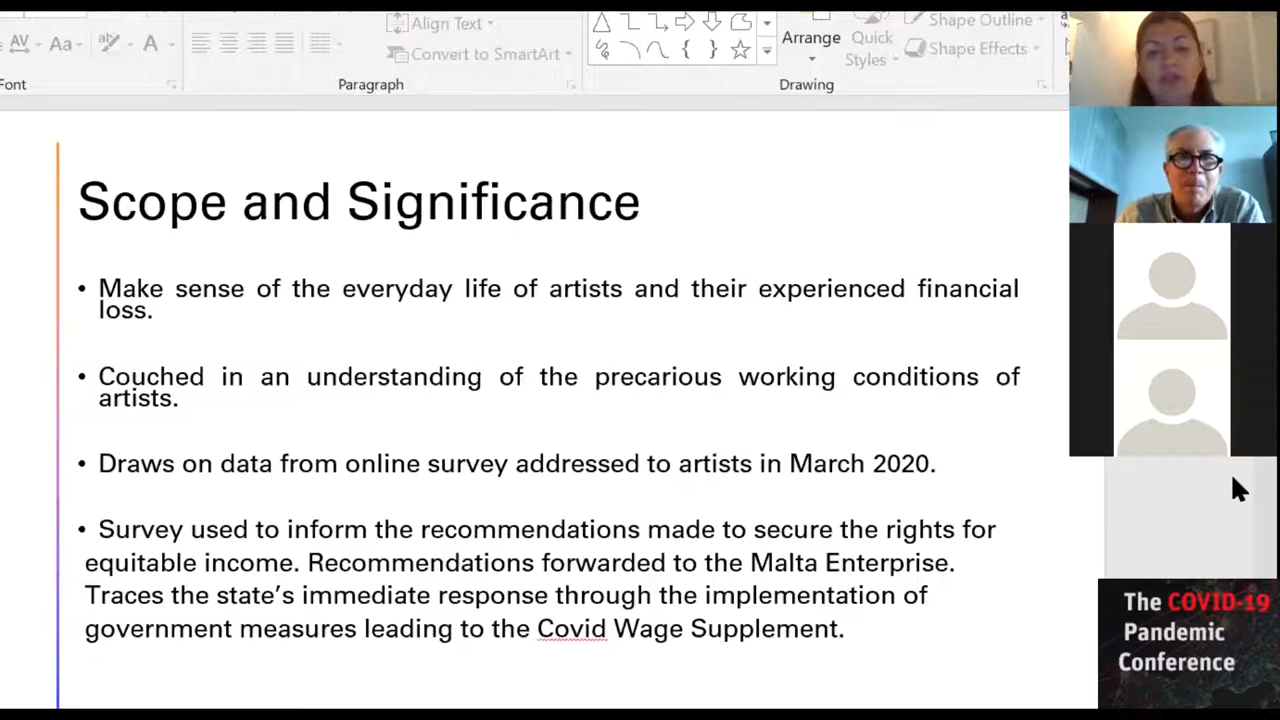 Align Text
Shape Outline
AV
Aa
A
Arrange
Quick
Convert to SmartArt
Shape Effects
Styles
Font
Paragraph
Drawing
Scope and Significance
• Make sense of the everyday life of artists and their experienced financial
loss.
• Couched in an understanding of the precarious working conditions of
artists.
• Draws on data from online survey addressed to artists in March 2020.
• Survey used to inform the recommendations made to secure the rights for
equitable income. Recommendations forwarded to the Malta Enterprise.
Traces the state’s immediate response through the implementation of
government measures leading to the Covid Wage Supplement.
The COVID-19
Pandemic
Conference